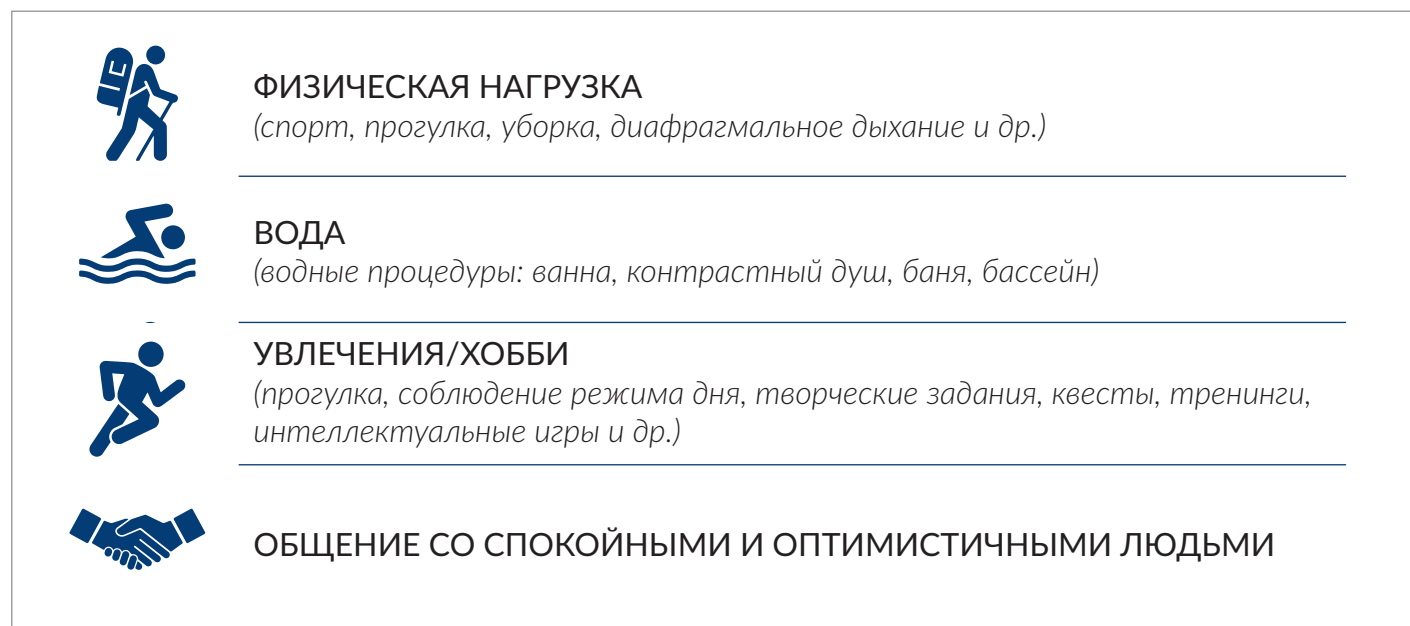 ФИЗИЧЕСКАЯ НАГРУЗКА
(спорт, прогулка, уборка, диафрагмальное дыхание и др.)
ВОДА
(водные процедуры: ванна, контрастный душ, баня, бассейн)
УВЛЕЧЕНИЯ/ХОББИ
(прогулка, соблюдение режима дня, творческие задания, квесты, тренинги,
интеллектуальные игры и др.)
ОБЩЕНИЕ СО СПОКОЙНЫМИ И ОПТИМИСТИЧНЫМИ ЛЮДЬМИ